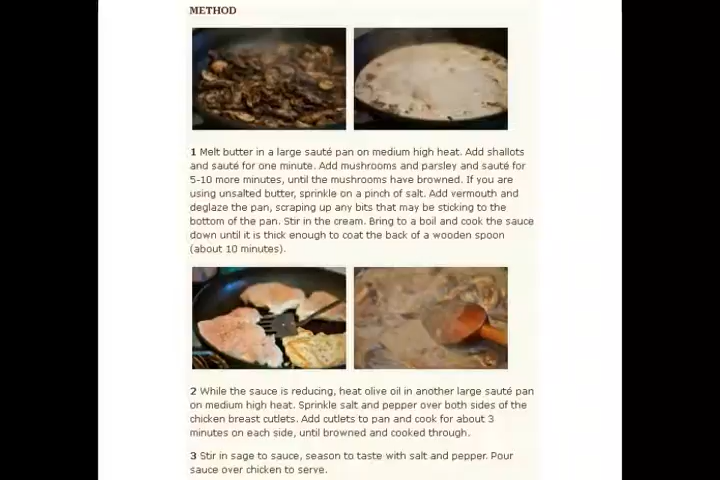 METHOD
1 Melt butter in a large sauté pan on medium high heat. Add shallots
and sauté for one minute. Add mushrooms and parsley and sauté for
5-10 more minutes, until the mushrooms have browned. If you are
using unsalted butter, sprinkle on a pinch of salt. Add vermouth and
deglaze the pan, scraping up any bits that may be sticking to the
bottom of the pan. Stir in the cream. Bring to a boil and cook the sauce
down until it is thick enough to coat the back of a wooden spoon
(about 10 minutes).
2 While the sauce is reducing, heat olive oil in another large sauté pan
on medium high heat. Sprinkle salt and pepper over both sides of the
chicken breast cutlets. Add cutlets to pan and cook for about 3
minutes on each side, until browned and cooked through.
3 Stir in sage to sauce, season to taste with salt and pepper. Pour
sauce over chicken to serve.